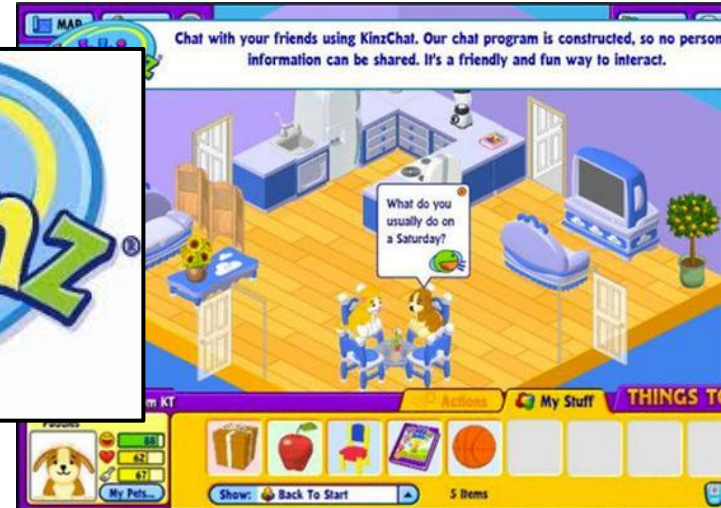 MAP
Chat with your friends using KinzChat. Our chat program is constructed, so no person
information can be shared. It's a friendly and fun way to interact.
What do you
usually do on
a Saturday?
nz®
m KT
Actions
My Stuff
THINGS TO
88
62
67
My Pets...
Show: Back To Start
5 Items